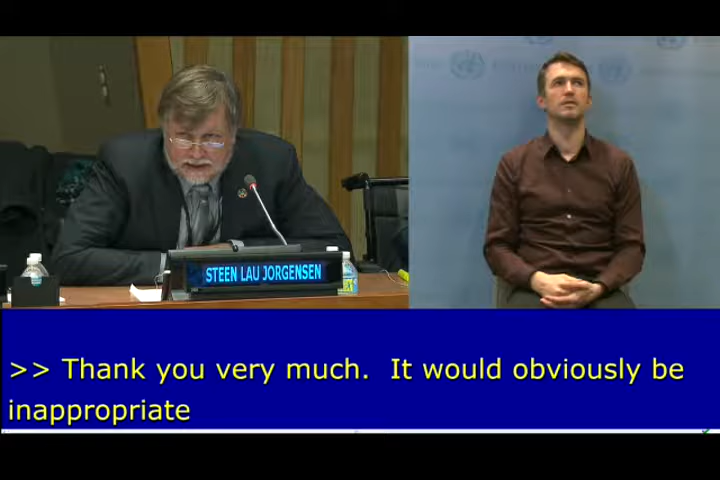 STEEN LAU JORGENSEN
>> Thank you very much.  It would obviously be
inappropriate